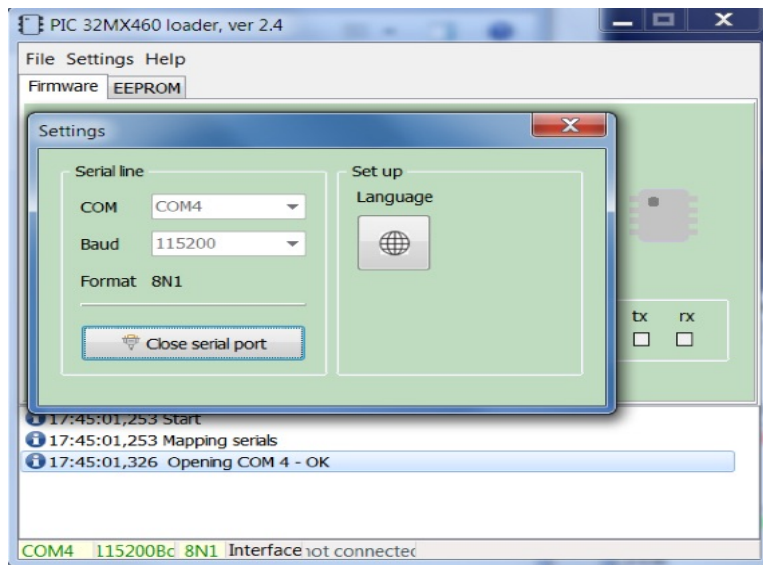 PIC 32MX460 loader, ver 2.4
File Settings Help
Firmware EEPROM
Settings
Serial line
COM COM4
Baud 115200
Format 8N1
Close serial port
Set up
Language
tx rx
17:45:01,253 Start
17:45:01,253 Mapping serials
17:45:01,326 Opening COM 4 - OK
COM4 115200Bd 8N1 Interface not connected